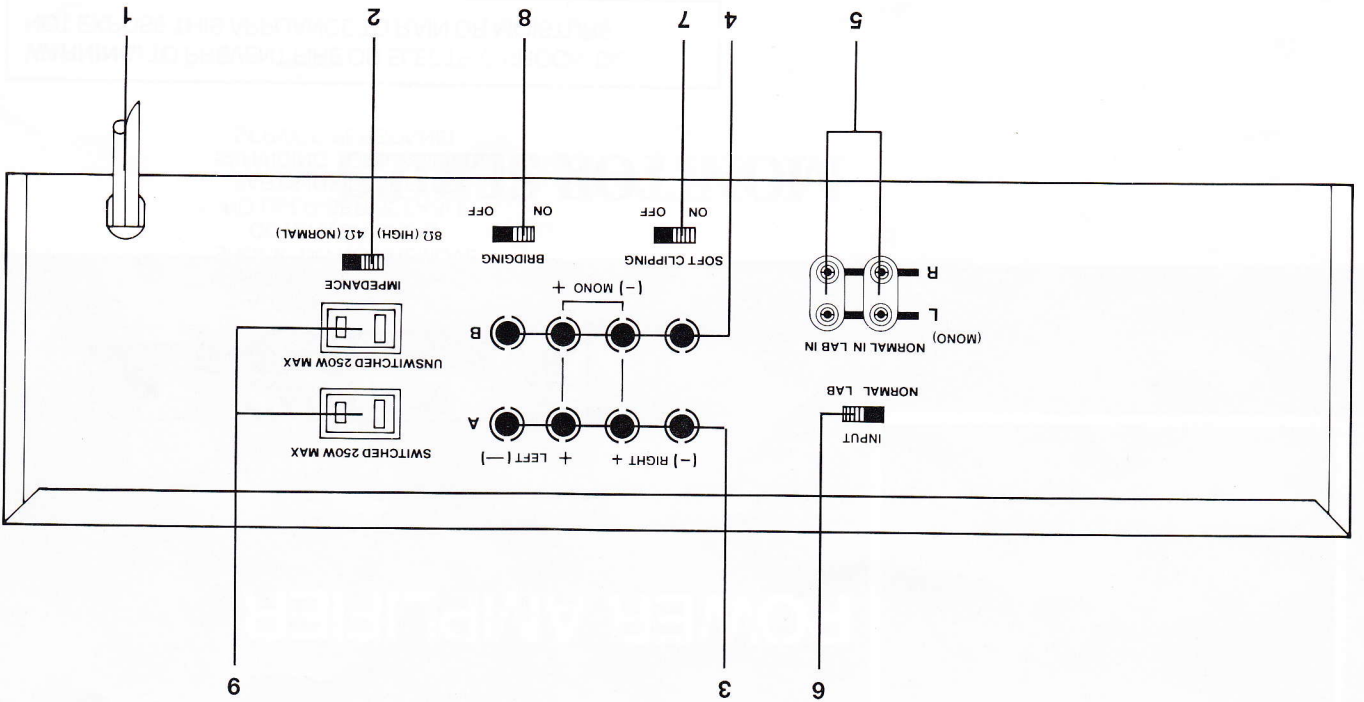 6 3 9
(–) RIGHT + + LEFT (—)
SWITCHED 250W MAX
INPUT
A
NORMAL LAB
UNSWITCHED 250W MAX
(MONO)
NORMAL IN LAB IN
L
B
R
(–) MONO +
IMPEDANCE
SOFT CLIPPING
BRIDGING
8Ω (HIGH) 4Ω (NORMAL)
ON OFF
ON OFF
5 4 7 8 2 1